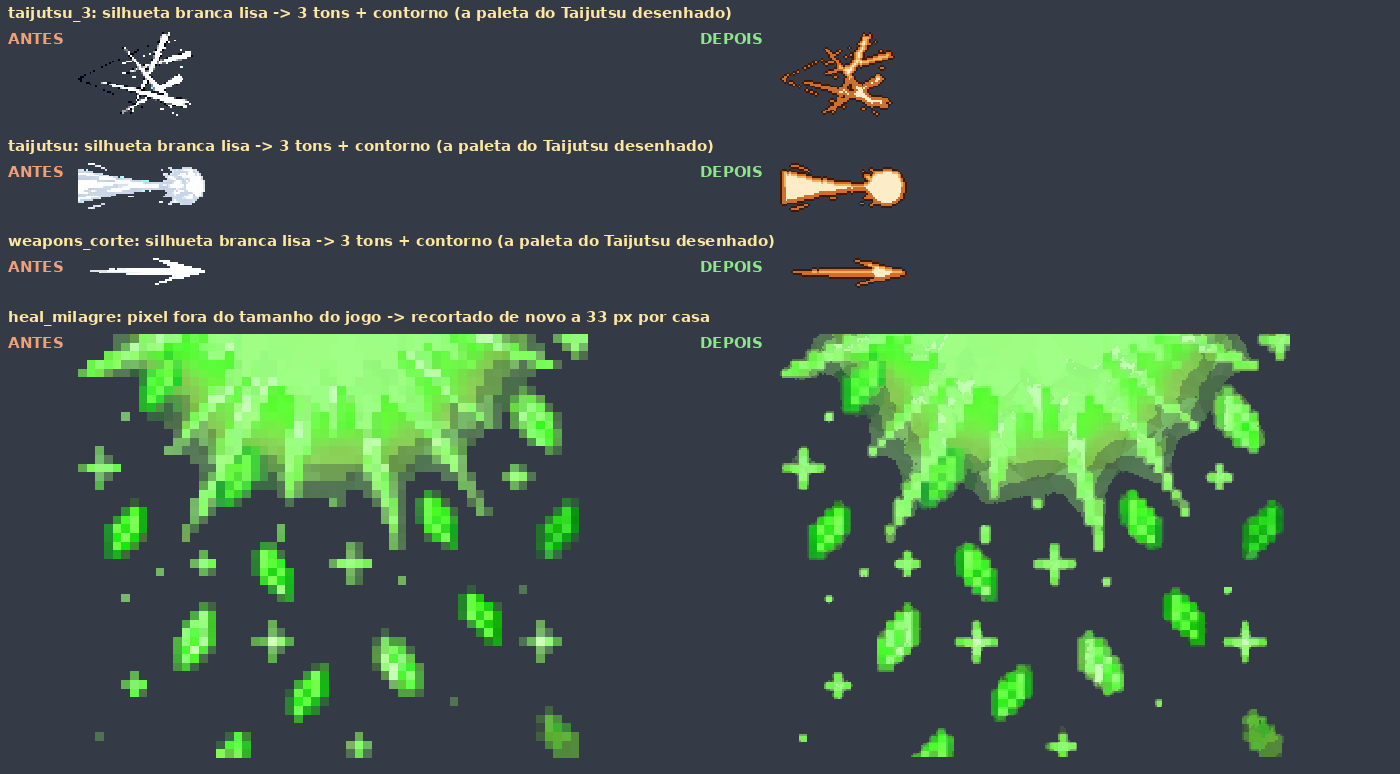 taijutsu_3: silhueta branca lisa -> 3 tons + contorno (a paleta do Taijutsu desenhado)
ANTES DEPOIS
taijutsu: silhueta branca lisa -> 3 tons + contorno (a paleta do Taijutsu desenhado)
ANTES DEPOIS
weapons_corte: silhueta branca lisa -> 3 tons + contorno (a paleta do Taijutsu desenhado)
ANTES DEPOIS
heal_milagre: pixel fora do tamanho do jogo -> recortado de novo a 33 px por casa
ANTES DEPOIS